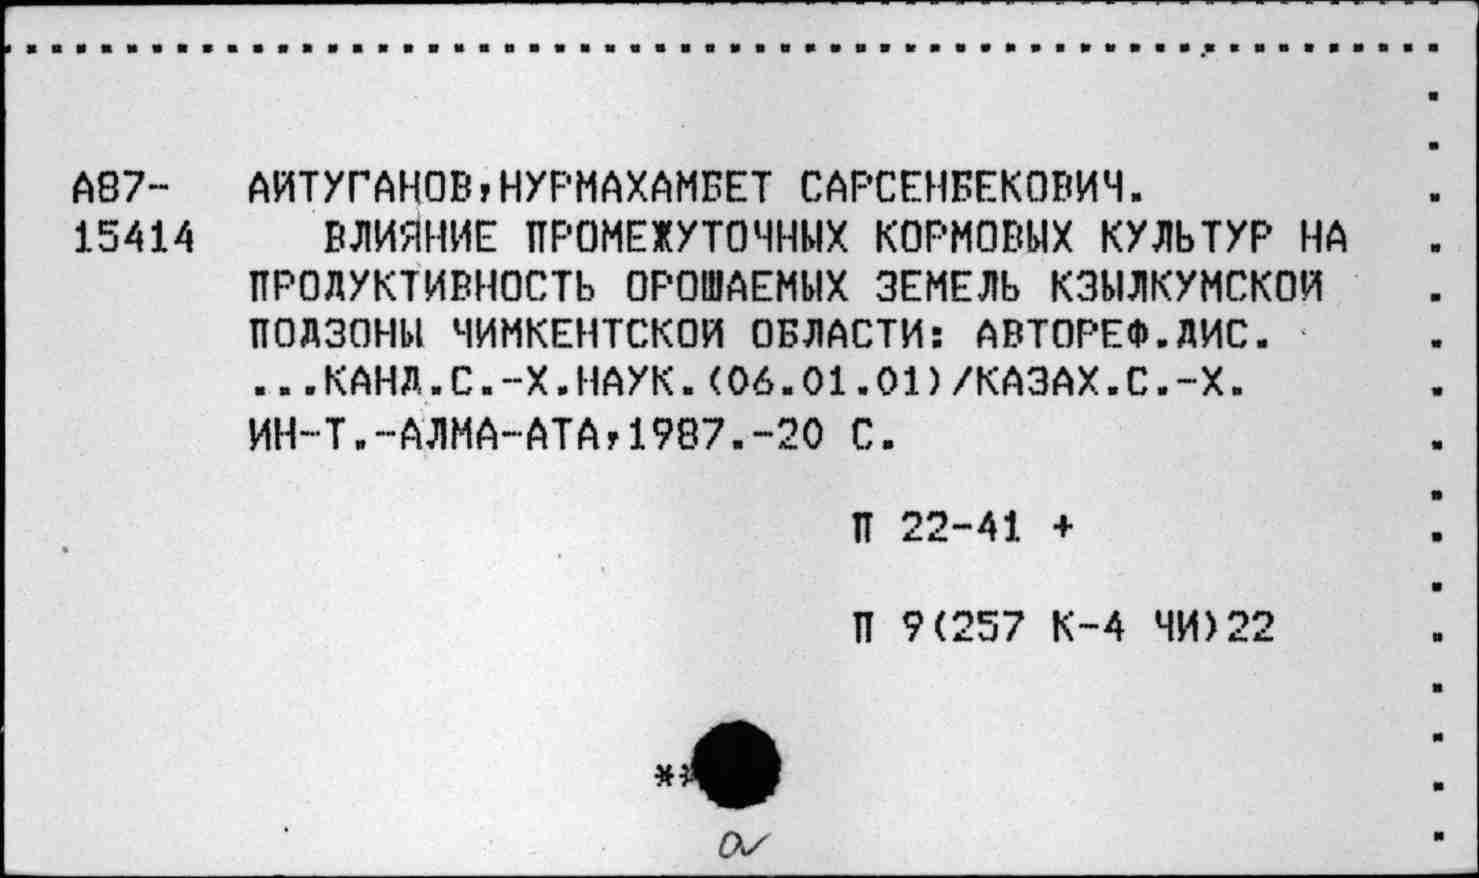 А87- АЙТУГАНОВ,НУРМАХАМБЕТ САРСЕНБЕКОВИЧ.
15414 ВЛИЯНИЕ ПРОМЕЖУТОЧНЫХ КОРМОВЫХ КУЛЬТУР НА
ПРОДУКТИВНОСТЬ ОРОШАЕМЫХ ЗЕМЕЛЬ КЗЫЛКУМСКОЙ
ПОДЗОНЫ ЧИМКЕНТСКОЙ ОБЛАСТИ: АВТОРЕФ.ДИС.
...КАНД.С.-Х.НАУК.(06.01.01)/КАЗАХ.С.-Х.
ИН-Т.-АЛМА-АТА,1987.-20 С.
П 22-41 +
П 9(257 К-4 ЧИ)22
**